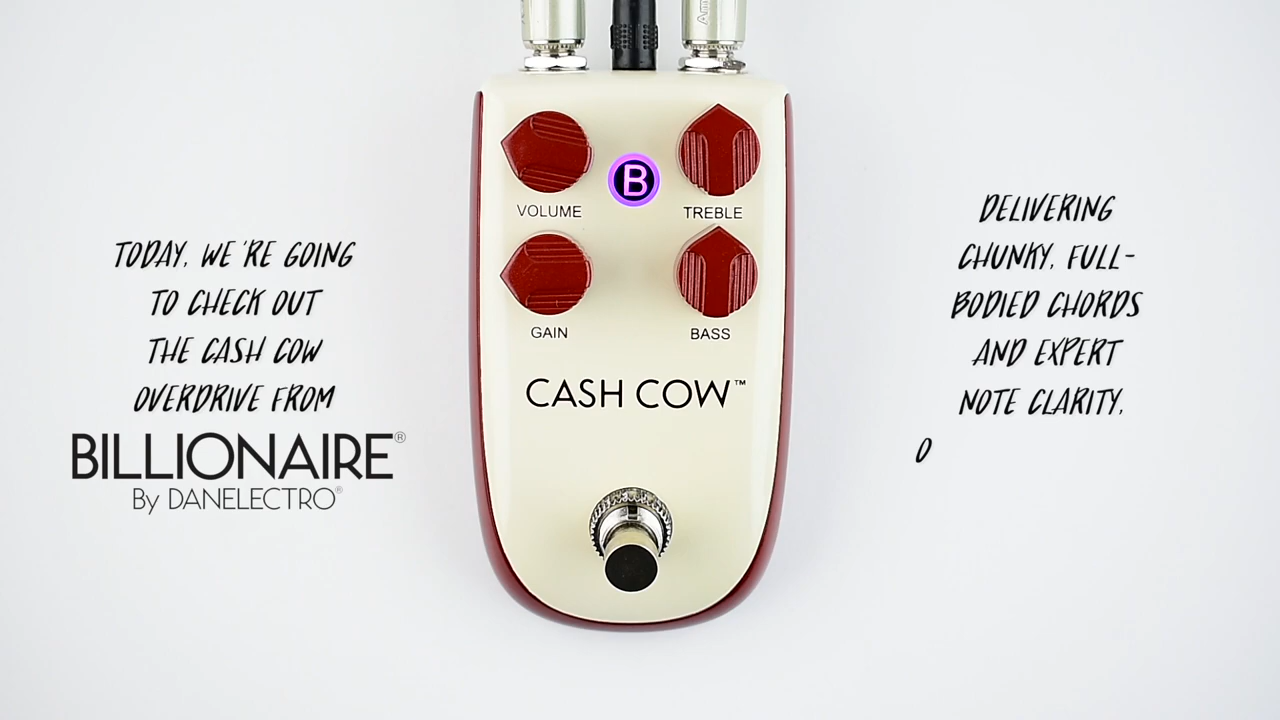 TODAY, WE'RE GOING
TO CHECK OUT
THE CASH COW
OVERDRIVE FROM
BILLIONAIRE®
By DANELECTRO®
B
VOLUME
TREBLE
GAIN
BASS
CASH COW™
DELIVERING
CHUNKY, FULL-
BODIED CHORDS
AND EXPERT
NOTE CLARITY,
O